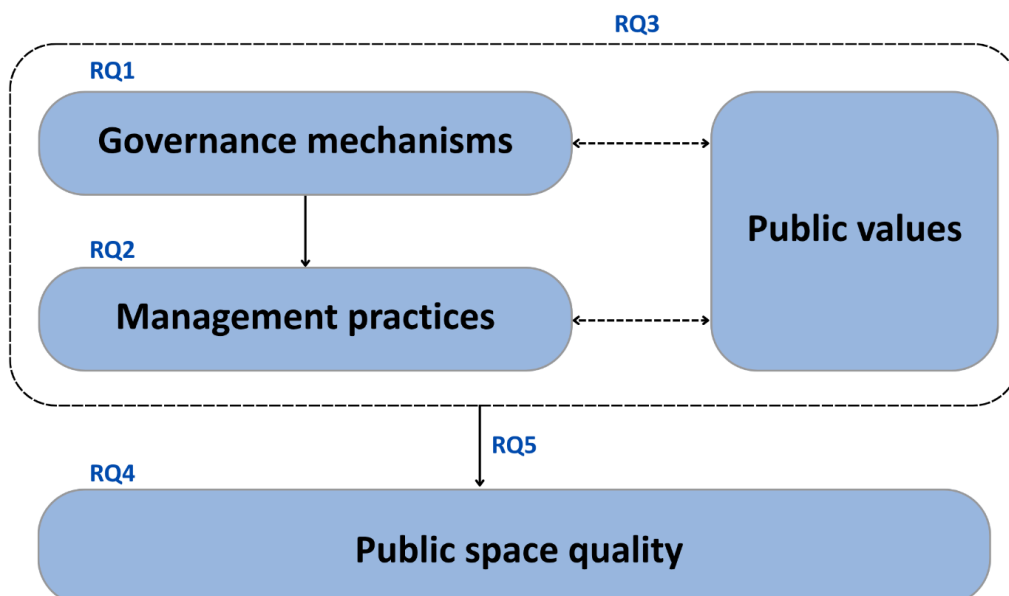 RQ3
RQ1
Governance mechanisms
Public values
RQ2
Management practices
RQ5
RQ4
Public space quality